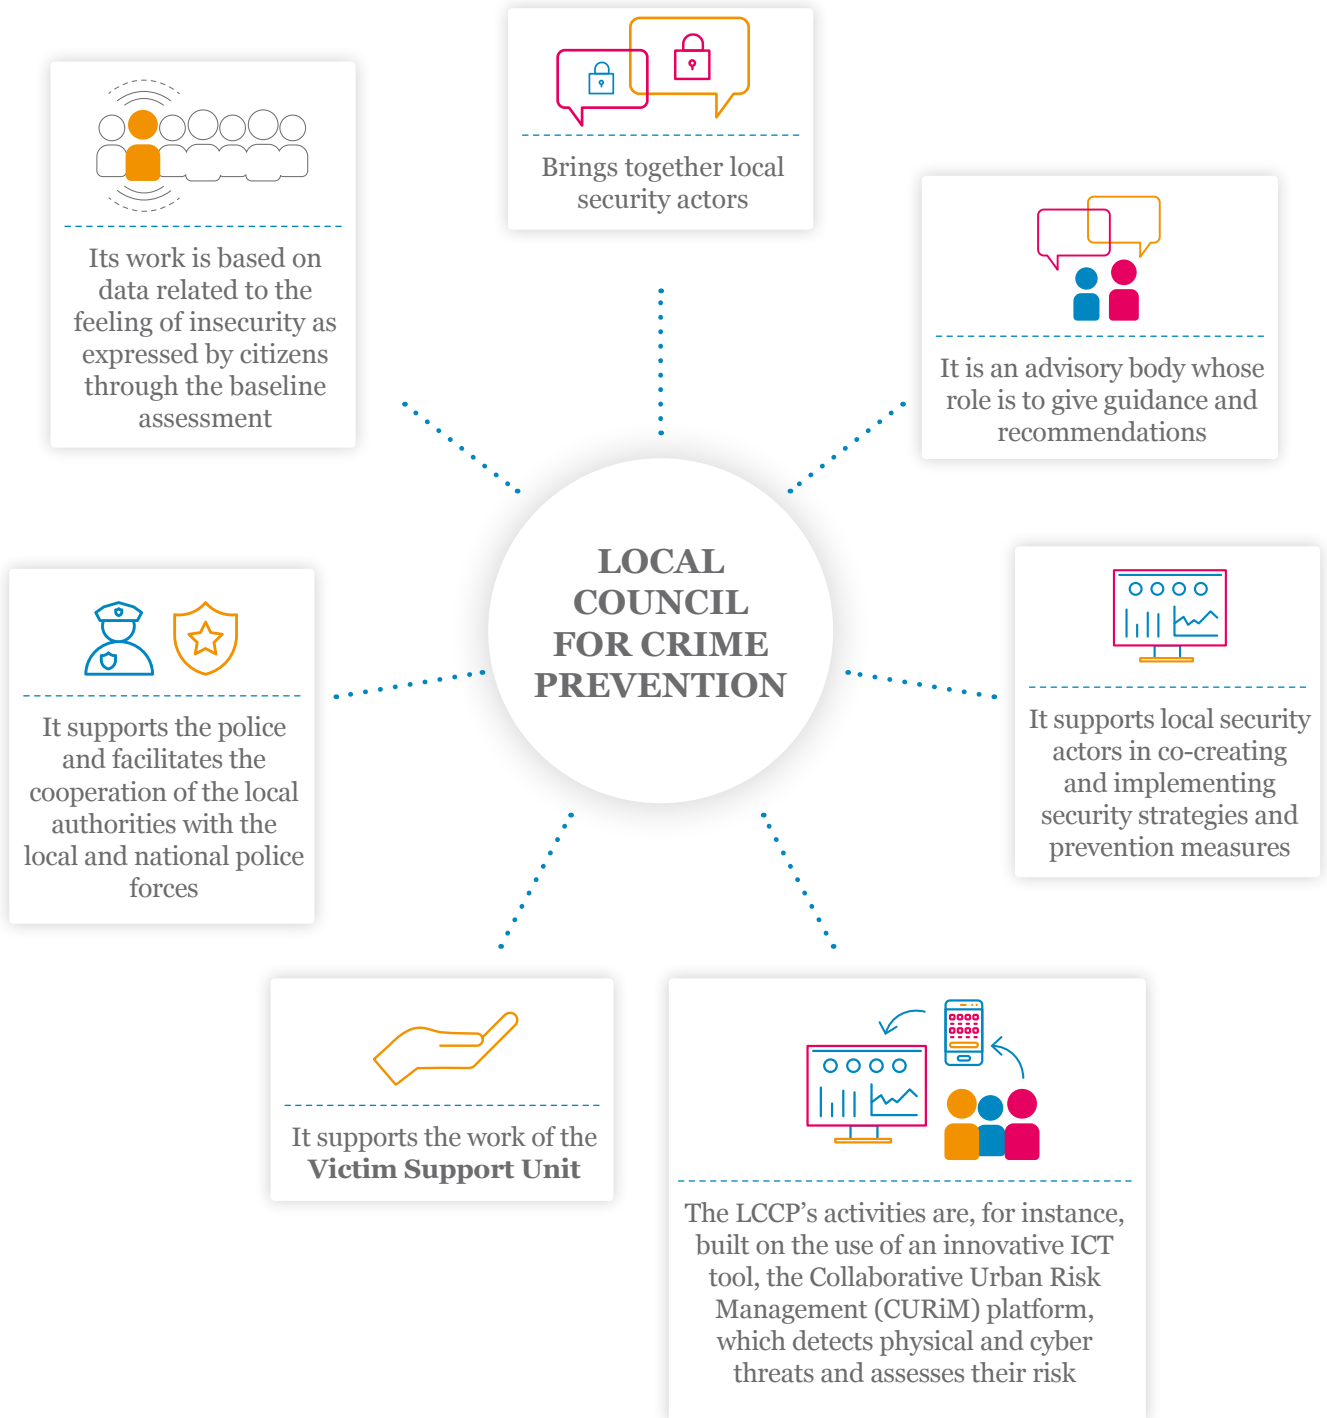 Brings together local
security actors
Its work is based on
data related to the
feeling of insecurity as
expressed by citizens
through the baseline
assessment
It is an advisory body whose
role is to give guidance and
recommendations
LOCAL
COUNCIL
FOR CRIME
PREVENTION
It supports the police
and facilitates the
cooperation of the local
authorities with the
local and national police
forces
It supports local security
actors in co-creating
and implementing
security strategies and
prevention measures
It supports the work of the
Victim Support Unit
The LCCP’s activities are, for instance,
built on the use of an innovative ICT
tool, the Collaborative Urban Risk
Management (CURiM) platform,
which detects physical and cyber
threats and assesses their risk